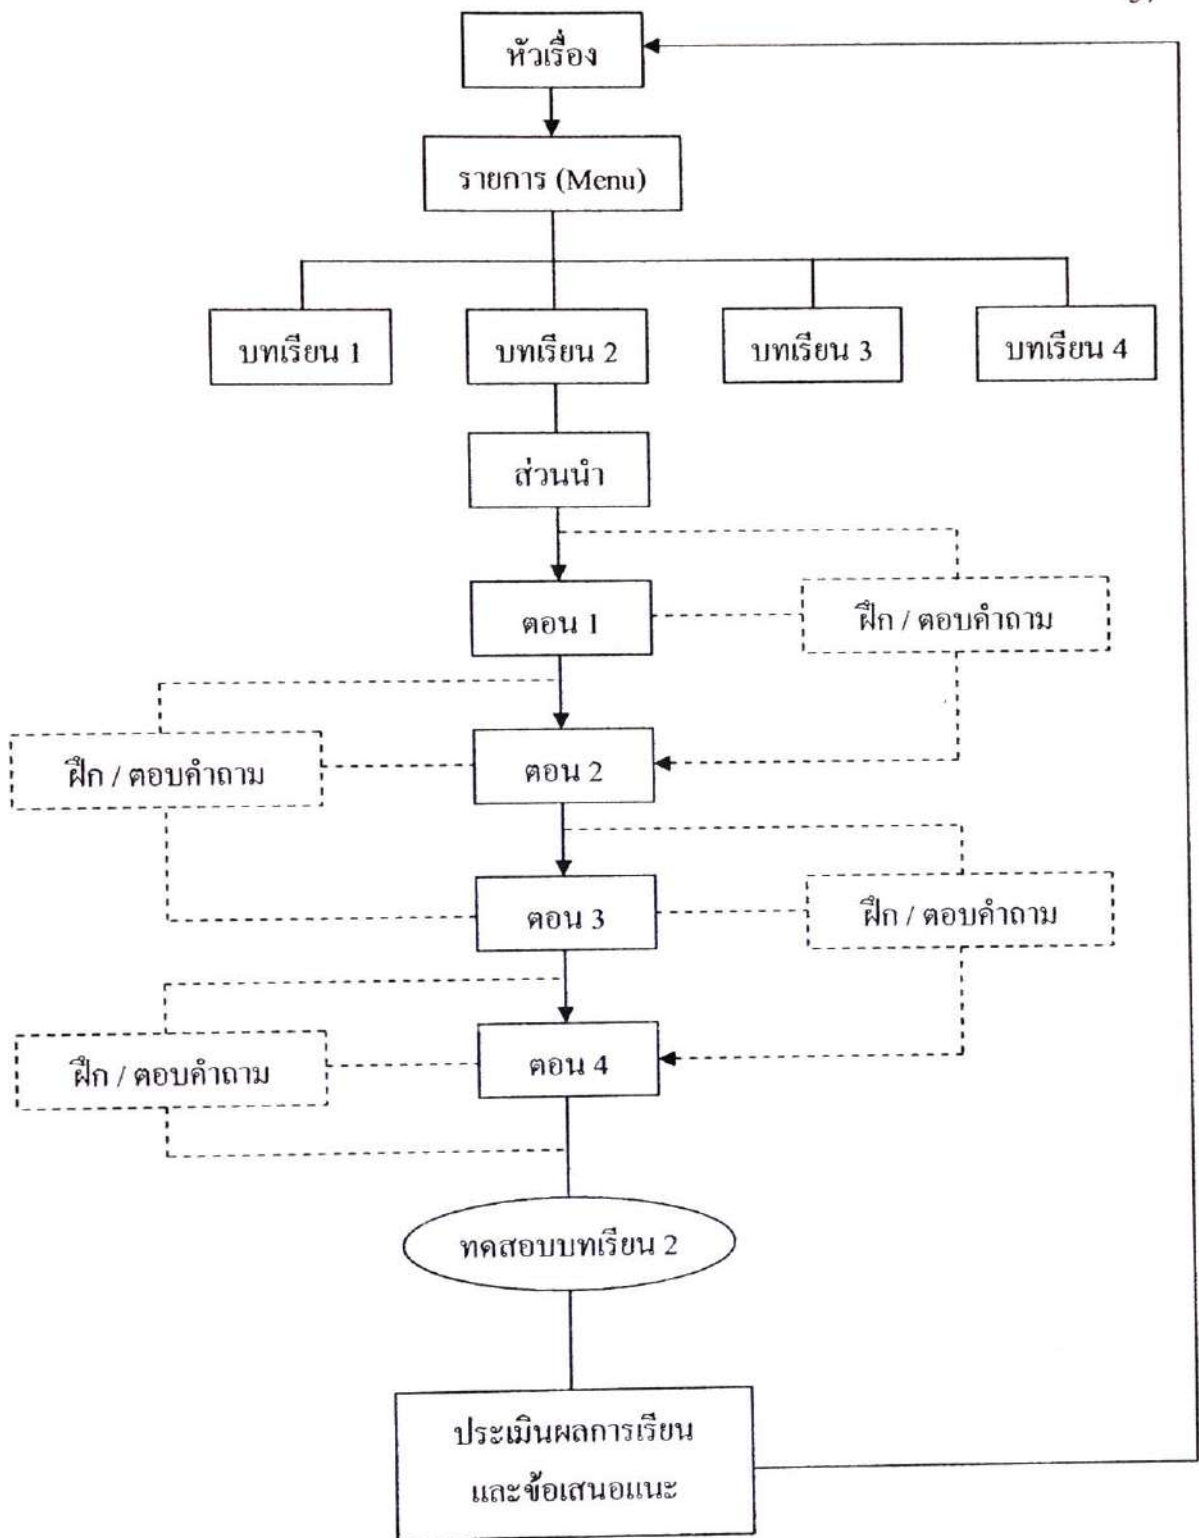 หัวเรื่อง
รายการ (Menu)
บทเรียน 1
บทเรียน 2
บทเรียน 3
บทเรียน 4
ส่วนนำ
ตอน 1
ฝึก / ตอบคำถาม
ฝึก / ตอบคำถาม
ตอน 2
ตอน 3
ฝึก / ตอบคำถาม
ฝึก / ตอบคำถาม
ตอน 4
ทดสอบบทเรียน 2
ประเมินผลการเรียน
และข้อเสนอแนะ